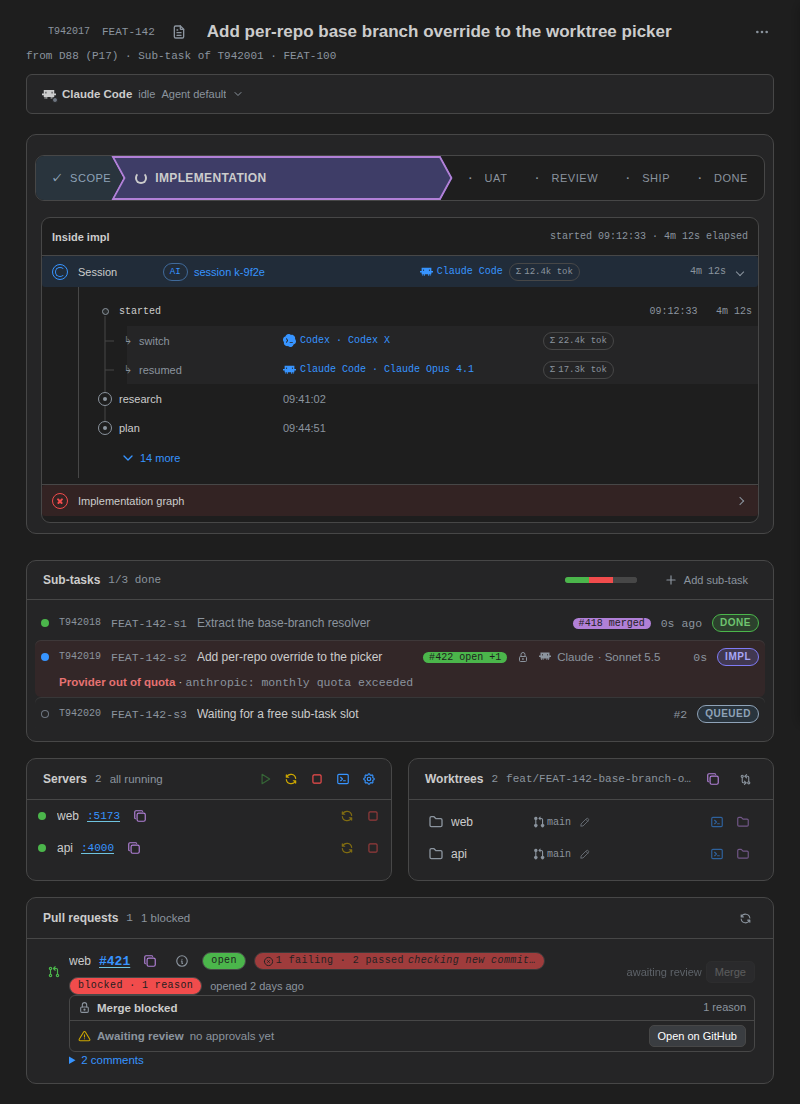 T942017 FEAT-142 Add per-repo base branch override to the worktree picker
from D88 (P17) · Sub-task of T942001 · FEAT-100
Claude Code idle Agent default
SCOPE IMPLEMENTATION · UAT · REVIEW · SHIP · DONE
Inside impl started 09:12:33 · 4m 12s elapsed
Session AI session k-9f2e Claude Code Σ 12.4k tok 4m 12s
started 09:12:33 4m 12s
↳ switch Codex · Codex X Σ 22.4k tok
↳ resumed Claude Code · Claude Opus 4.1 Σ 17.3k tok
research 09:41:02
plan 09:44:51
14 more
Implementation graph
Sub-tasks 1/3 done Add sub-task
T942018 FEAT-142-s1 Extract the base-branch resolver #418 merged 0s ago DONE
T942019 FEAT-142-s2 Add per-repo override to the picker #422 open +1 Claude · Sonnet 5.5 0s IMPL
Provider out of quota · anthropic: monthly quota exceeded
T942020 FEAT-142-s3 Waiting for a free sub-task slot #2 QUEUED
Servers 2 all running
web :5173
api :4000
Worktrees 2 feat/FEAT-142-base-branch-o…
web main
api main
Pull requests 1 1 blocked
web #421 open 1 failing · 2 passed checking new commit…
blocked · 1 reason opened 2 days ago
awaiting review Merge
Merge blocked 1 reason
Awaiting review no approvals yet Open on GitHub
2 comments